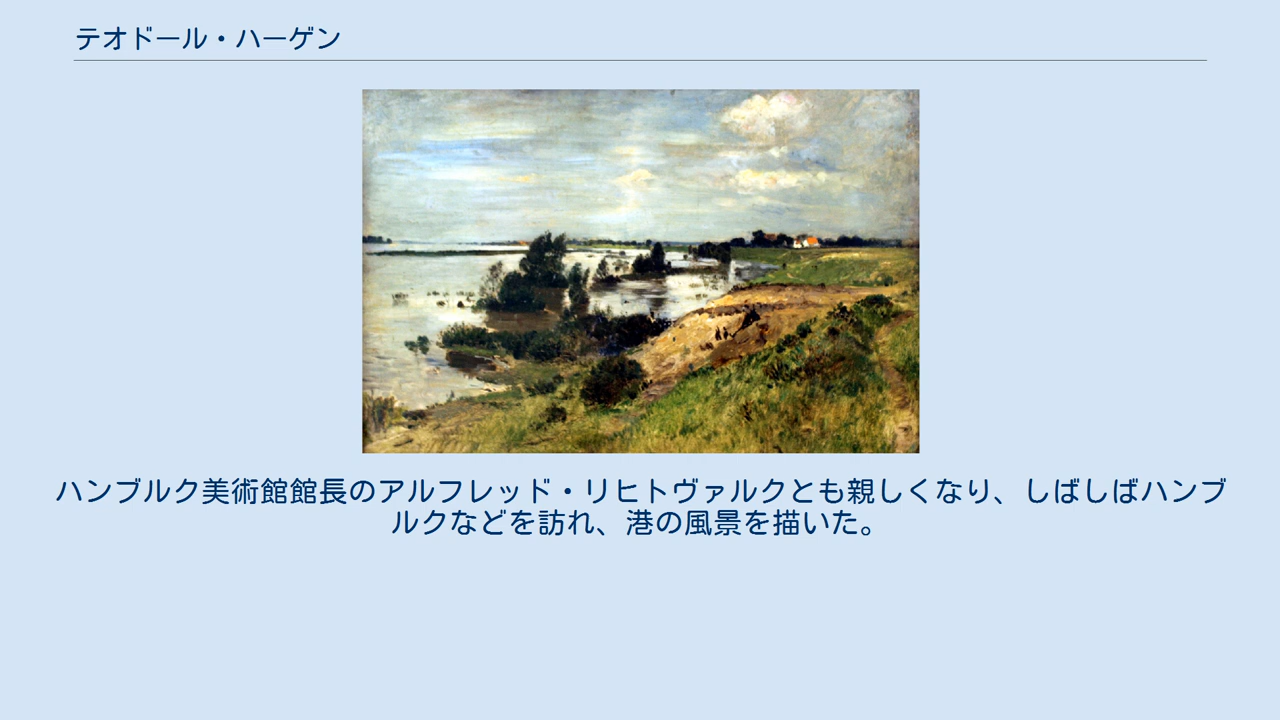 テオドール・ハーゲン
ハンブルク美術館館長のアルフレッド・リヒトヴァルクとも親しくなり、しばしばハンブ
ルクなどを訪れ、港の風景を描いた。